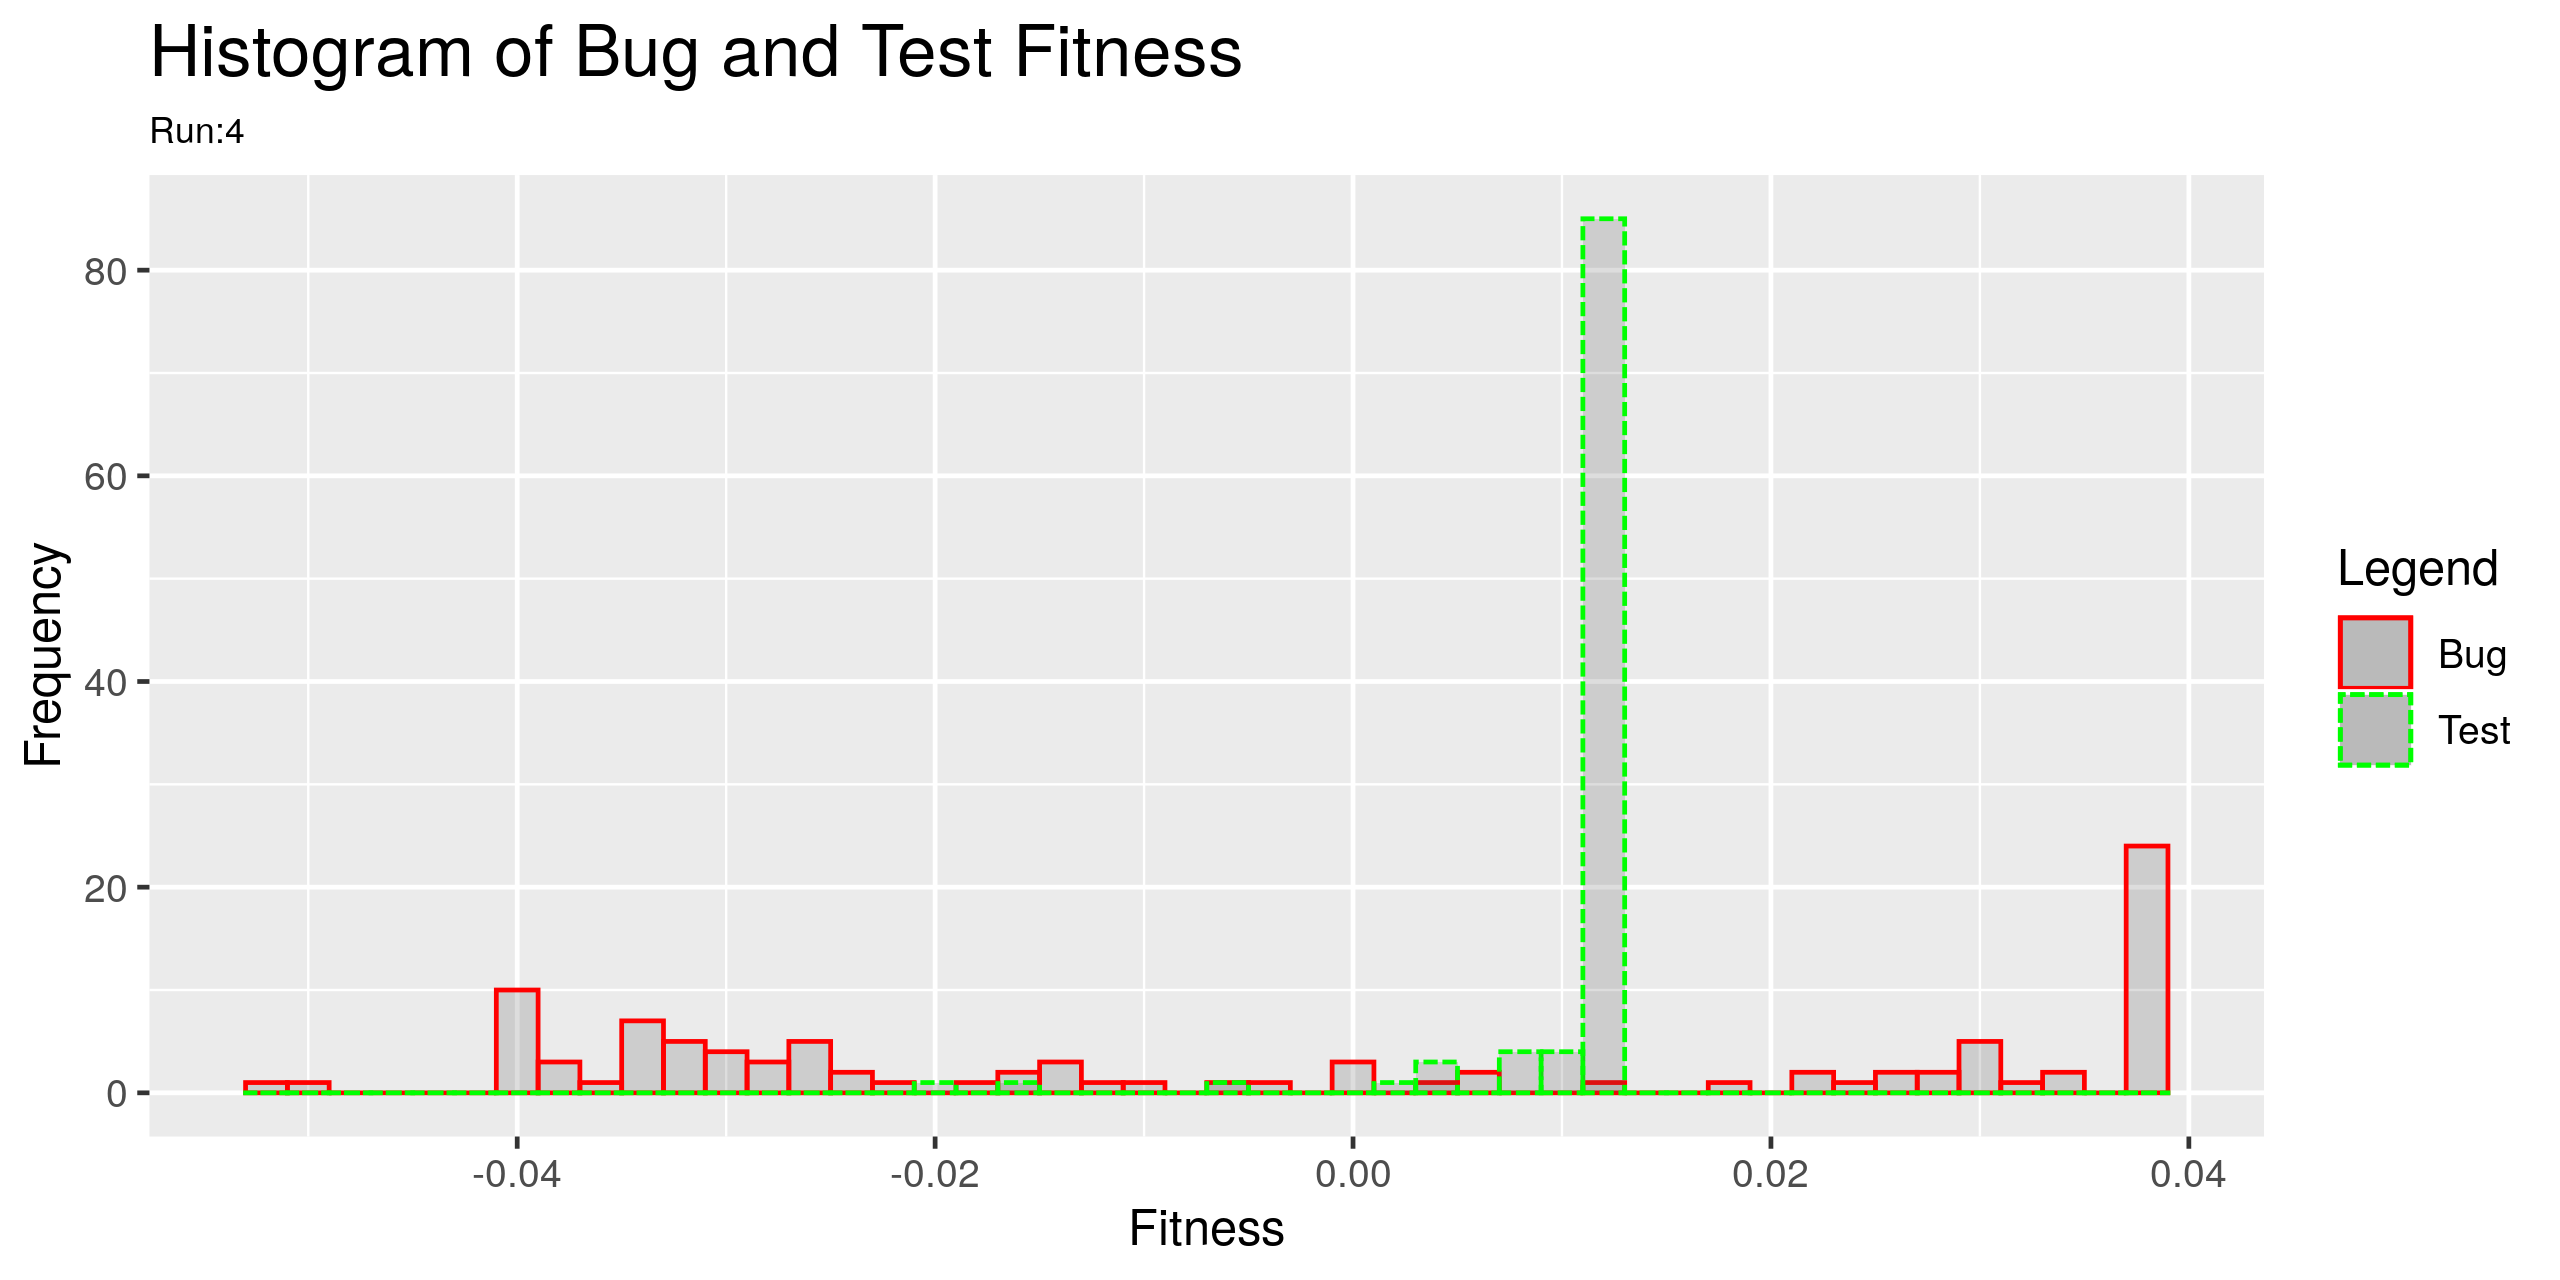 Histogram of Bug and Test Fitness
Run:4
Frequency
80
60
40
20
0
-0.04 -0.02 0.00 0.02 0.04
Fitness
Legend
Bug
Test